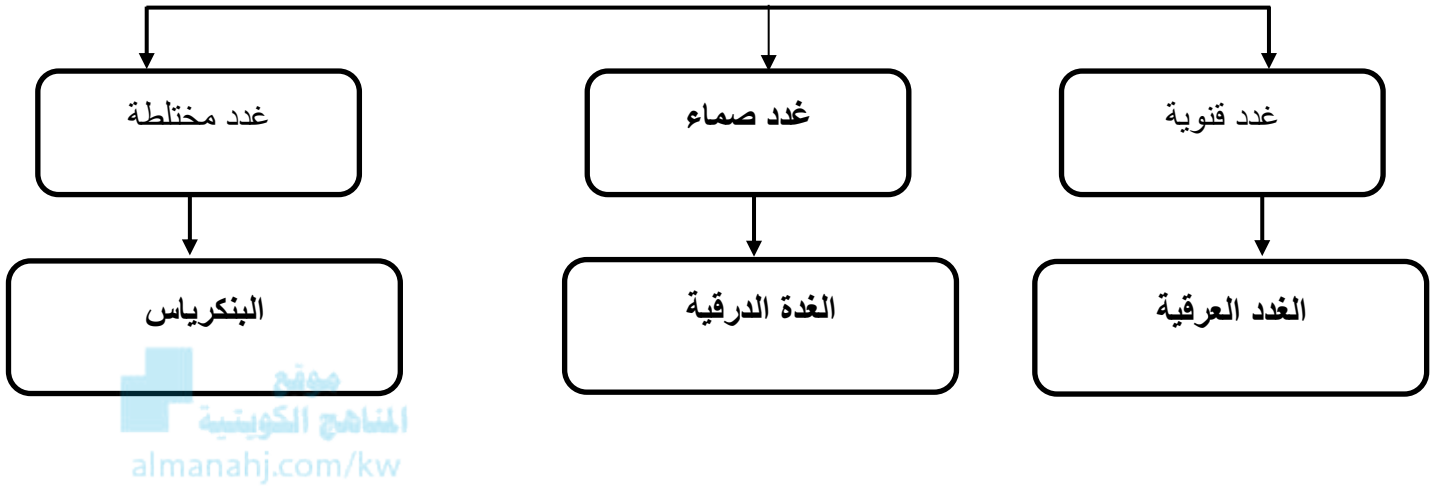 غدد قنوية
غدد صماء
غدد مختلطة
الغدد العرقية
الغدة الدرقية
البنكرياس
موقع
المناهج الكويتية
almanahj.com/kw